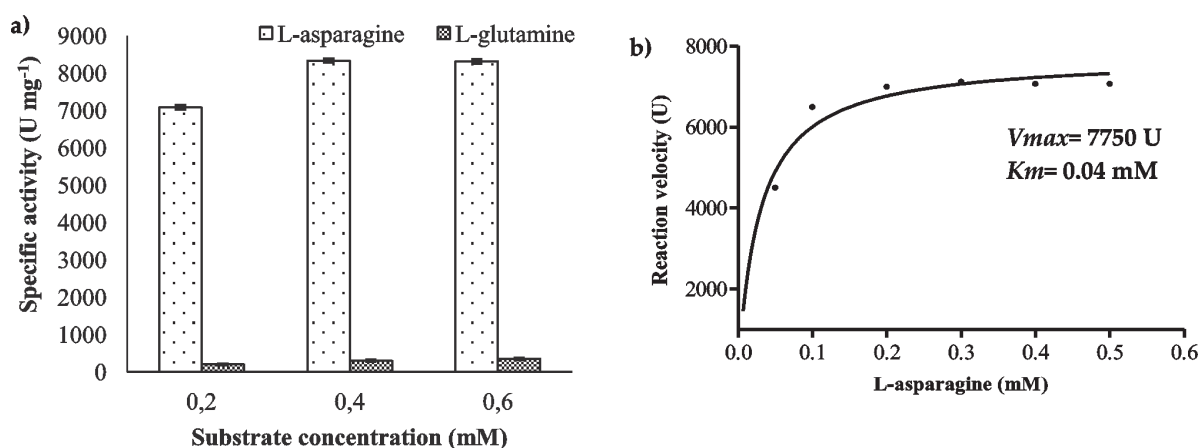 a)
L-asparagine L-glutamine
Specific activity (U mg⁻¹)
9000
8000
7000
6000
5000
4000
3000
2000
1000
0
0,2 0,4 0,6
Substrate concentration (mM)
b)
Reaction velocity (U)
8000
6000
4000
2000
Vmax= 7750 U
Km= 0.04 mM
0.0 0.1 0.2 0.3 0.4 0.5 0.6
L-asparagine (mM)